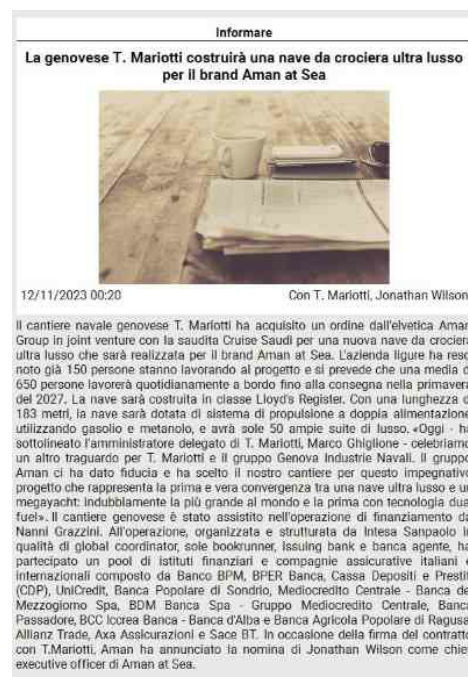 Informare
La genovese T. Mariotti costruirà una nave da crociera ultra lusso
per il brand Aman at Sea
12/11/2023 00:20
Con T. Mariotti, Jonathan Wilson
Il cantiere navale genovese T. Mariotti ha acquisito un ordine dall'elvetica Aman
Group in joint venture con la saudita Cruise Saudi per una nuova nave da crociera
ultra lusso che sarà realizzata per il brand Aman at Sea. L'azienda ligure ha reso
noto già 150 persone stanno lavorando al progetto e si prevede che una media d
650 persone lavorerà quotidianamente a bordo fino alla consegna nella primavera
del 2027. La nave sarà costruita in classe Lloyd's Register. Con una lunghezza d
183 metri, la nave sarà dotata di sistema di propulsione a doppia alimentazione
utilizzando gasolio e metanolo, e avrà sole 50 ampie suite di lusso. «Oggi - ha
sottolineato l'amministratore delegato di T. Mariotti, Marco Ghiglione - celebriamo
un altro traguardo per T. Mariotti e il gruppo Genova Industrie Navali. Il gruppo
Aman ci ha dato fiducia e ha scelto il nostro cantiere per questo impegnativo
progetto che rappresenta la prima e vera convergenza tra una nave ultra lusso e un
megayacht: indubbiamente la più grande al mondo e la prima con tecnologia dua
fuel». Il cantiere genovese è stato assistito nell'operazione di finanziamento da
Nanni Grazzini. All'operazione, organizzata e strutturata da Intesa Sanpaolo in
qualità di global coordinator, sole bookrunner, issuing bank e banca agente, ha
partecipato un pool di istituti finanziari e compagnie assicurative italiani e
internazionali composto da Banco BPM, BPER Banca, Cassa Depositi e Prestit
(CDP), UniCredit, Banca Popolare di Sondrio, Mediocredito Centrale - Banca de
Mezzogiorno Spa, BDM Banca Spa - Gruppo Mediocredito Centrale, Banca
Passadore, BCC Iccrea Banca - Banca d'Alba e Banca Agricola Popolare di Ragusa
Allianz Trade, Axa Assicurazioni e Sace BT. In occasione della firma del contratto
con T.Mariotti, Aman ha annunciato la nomina di Jonathan Wilson come chie
executive officer di Aman at Sea.